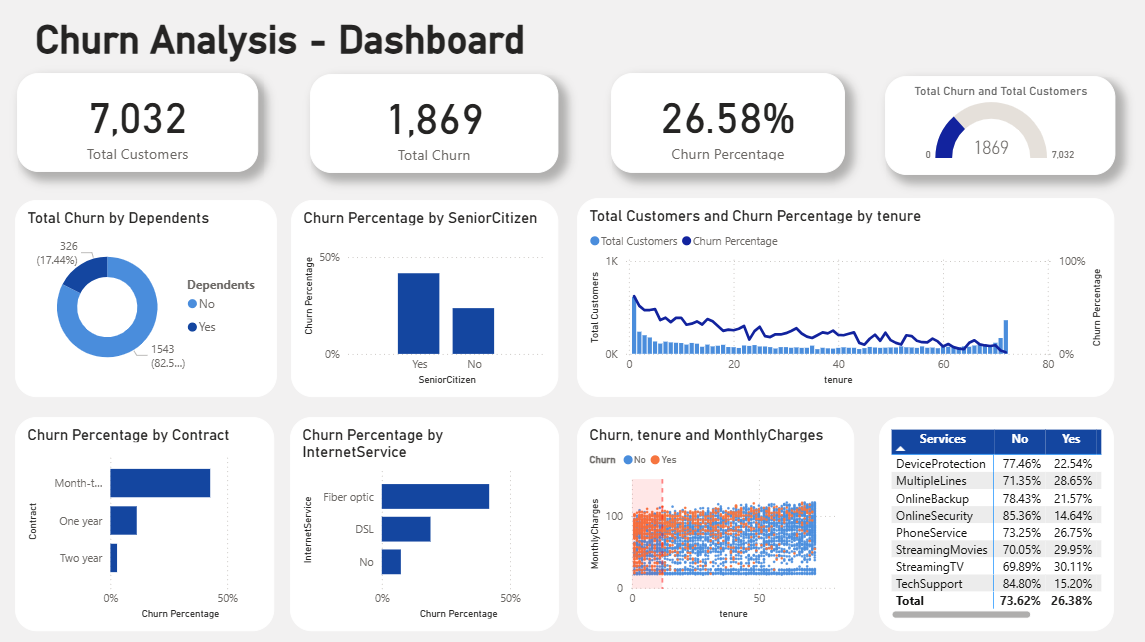 Churn Analysis - Dashboard
7,032
Total Customers
1,869
Total Churn
26.58%
Churn Percentage
Total Churn and Total Customers
0
1869
7,032
Total Churn by Dependents
326
(17.44%)
1543
(82.5...)
Dependents
No
Yes
Churn Percentage by SeniorCitizen
Churn Percentage
50%
0%
Yes No
SeniorCitizen
Total Customers and Churn Percentage by tenure
Total Customers Churn Percentage
Total Customers
1K
0K
100%
0%
Churn Percentage
0 20 40 60 80
tenure
Churn Percentage by Contract
Contract
Month-t...
One year
Two year
0% 50%
Churn Percentage
Churn Percentage by
InternetService
InternetService
Fiber optic
DSL
No
0% 50%
Churn Percentage
Churn, tenure and MonthlyCharges
Churn No Yes
MonthlyCharges
100
0
0 50
tenure
Services No Yes
DeviceProtection 77.46% 22.54%
MultipleLines 71.35% 28.65%
OnlineBackup 78.43% 21.57%
OnlineSecurity 85.36% 14.64%
PhoneService 73.25% 26.75%
StreamingMovies 70.05% 29.95%
StreamingTV 69.89% 30.11%
TechSupport 84.80% 15.20%
Total 73.62% 26.38%